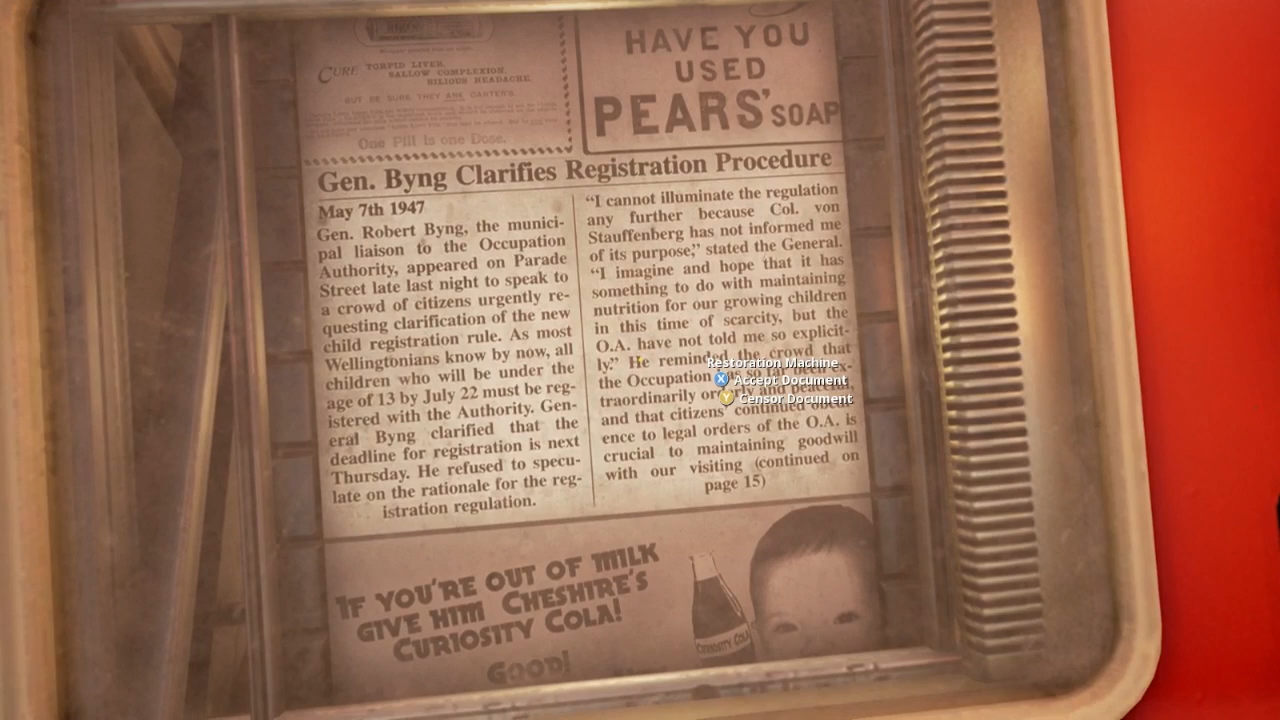 CURE TORPID LIVER,
SALLOW COMPLEXION,
BILIOUS HEADACHE.
BUT BE SURE THEY ARE CARTER'S.
One Pill is one Dose.
HAVE YOU
USED
PEARS' SOAP
Gen. Byng Clarifies Registration Procedure
May 7th 1947
Gen. Robert Byng, the munici-
pal liaison to the Occupation
Authority, appeared on Parade
Street late last night to speak to
a crowd of citizens urgently re-
questing clarification of the new
child registration rule. As most
Wellingtonians know by now, all
children who will be under the
age of 13 by July 22 must be reg-
istered with the Authority. Gen-
eral Byng clarified that the
deadline for registration is next
Thursday. He refused to specu-
late on the rationale for the reg-
istration regulation.
“I cannot illuminate the regulation
any further because Col. von
Stauffenberg has not informed me
of its purpose,” stated the General.
“I imagine and hope that it has
something to do with maintaining
nutrition for our growing children
in this time of scarcity, but the
O.A. have not told me so explicit-
ly.” He reminded the crowd that
the Occupation has so far been ex-
traordinarily orderly and peaceful,
and that citizens' continued obedi-
ence to legal orders of the O.A. is
crucial to maintaining goodwill
with our visiting (continued on
page 15)
Restoration Machine
X Accept Document
Y Censor Document
IF YOU'RE OUT OF MILK
GIVE HIM CHESHIRE'S
CURIOSITY COLA!
GOOD!
CURIOSITY COLA